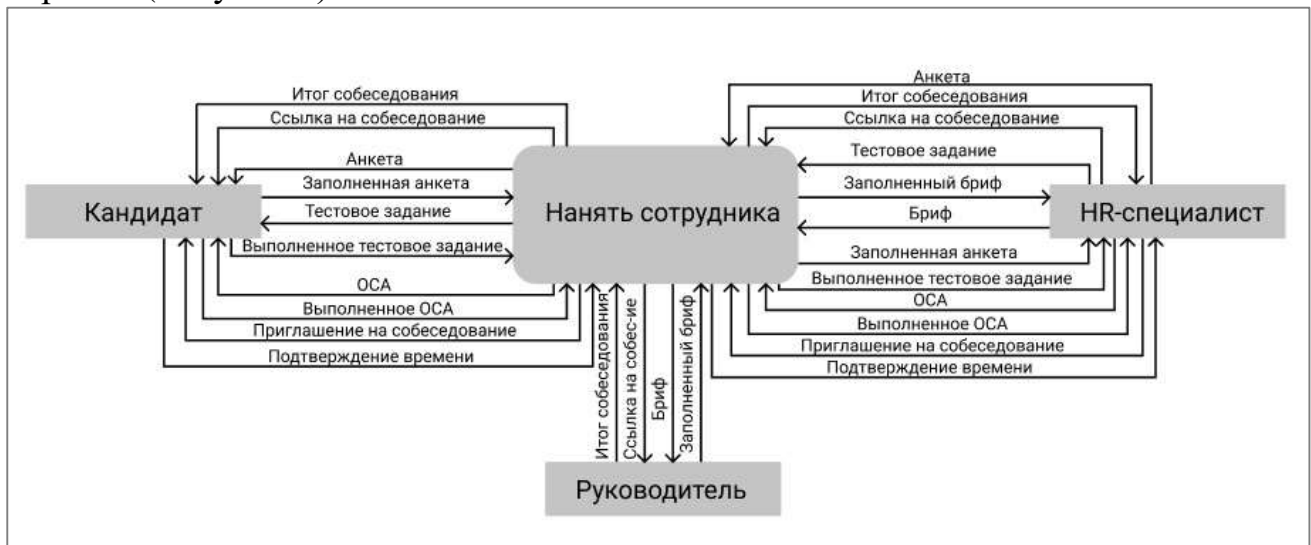 Итог собеседования
Ссылка на собеседование
Анкета
Заполненная анкета
Тестовое задание
Выполненное тестовое задание
ОСА
Выполненное ОСА
Приглашение на собеседование
Подтверждение времени
Кандидат
Нанять сотрудника
Анкета
Итог собеседования
Ссылка на собеседование
Тестовое задание
Заполненный бриф
Бриф
Заполненная анкета
Выполненное тестовое задание
ОСА
Выполненное ОСА
Приглашение на собеседование
Подтверждение времени
HR-специалист
Итог собеседования
Ссылка на собес-ие
Бриф
Заполненный бриф
Руководитель